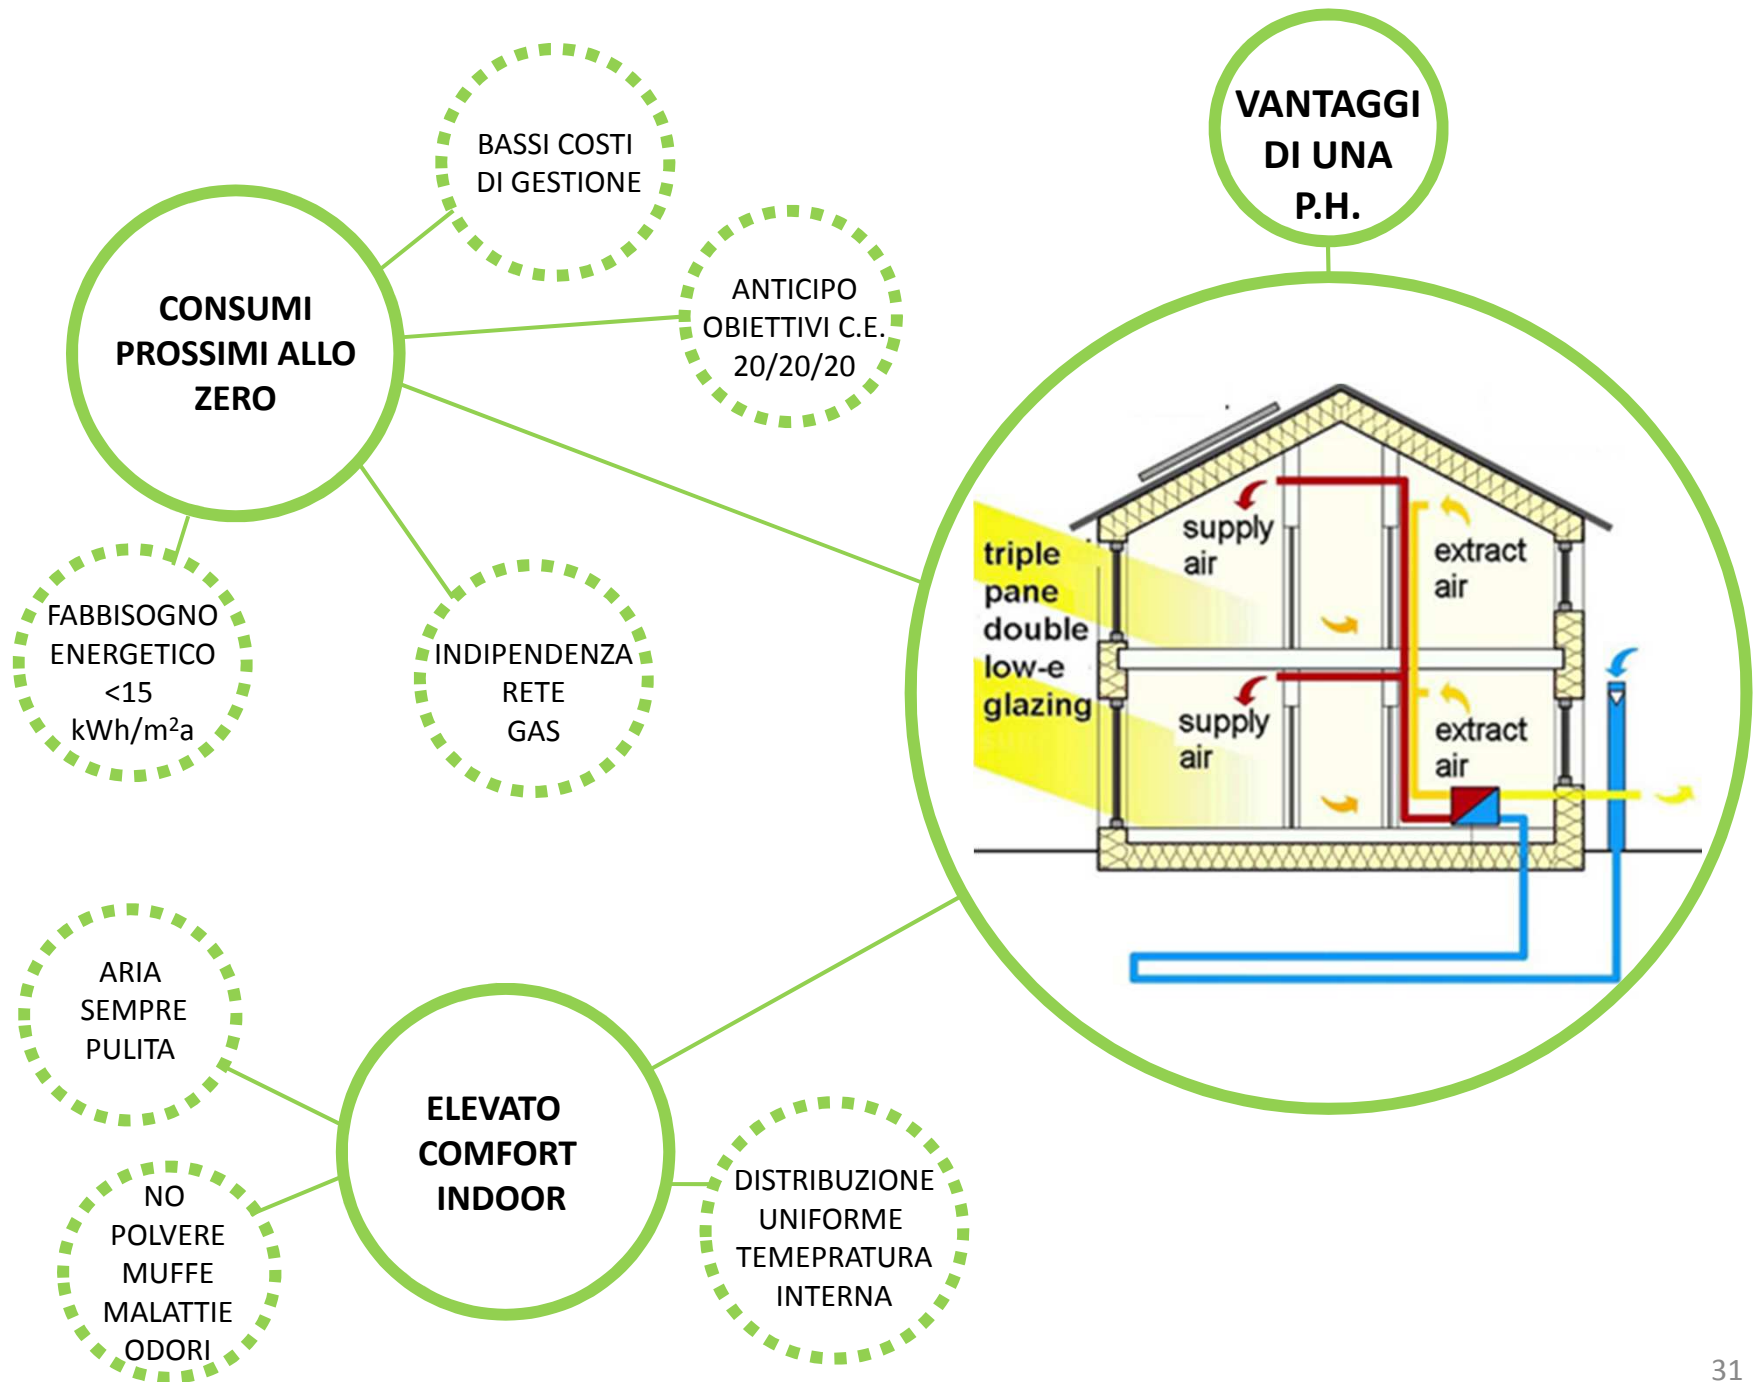 VANTAGGI
DI UNA
P.H.
BASSI COSTI
DI GESTIONE
ANTICIPO
OBIETTIVI C.E.
20/20/20
CONSUMI
PROSSIMI ALLO
ZERO
FABBISOGNO
ENERGETICO
<15
kWh/m²a
INDIPENDENZA
RETE
GAS
triple
pane
double
low-e
glazing
supply
air
extract
air
supply
air
extract
air
ARIA
SEMPRE
PULITA
ELEVATO
COMFORT
INDOOR
NO
POLVERE
MUFFE
MALATTIE
ODORI
DISTRIBUZIONE
UNIFORME
TEMEPRATURA
INTERNA
31